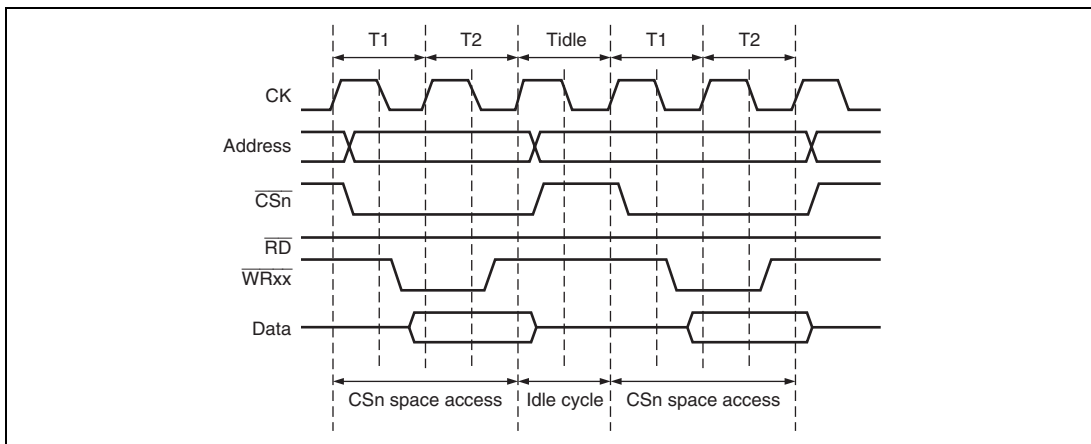 T1 T2 Tidle T1 T2
CK
Address
CSn
RD
WRxx
Data
CSn space access Idle cycle CSn space access